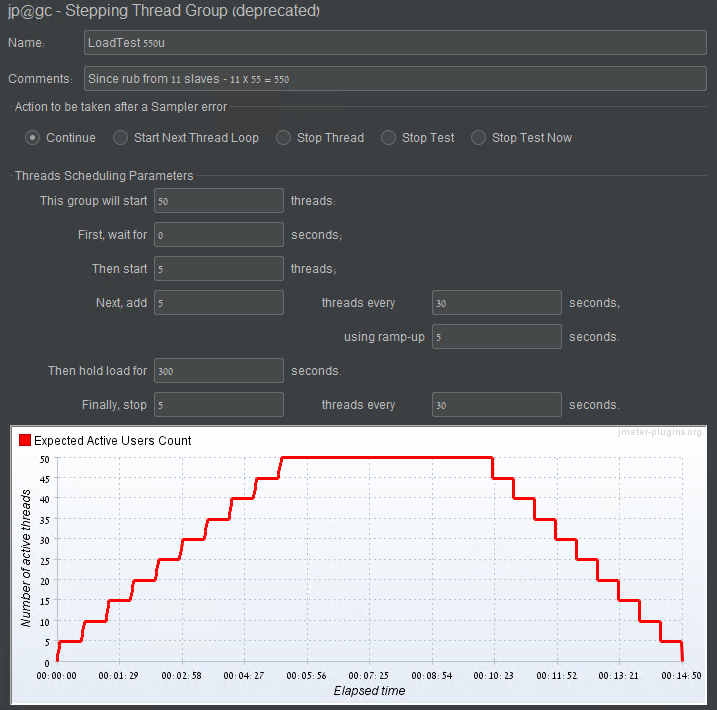 jp@gc - Stepping Thread Group (deprecated)
Name: LoadTest 550u
Comments: Since rub from 11 slaves - 11 x 55 = 550
Action to be taken after a Sampler error
Continue Start Next Thread Loop Stop Thread Stop Test Stop Test Now
Threads Scheduling Parameters
This group will start 50 threads:
First, wait for 0 seconds;
Then start 5 threads;
Next, add 5 threads every 30 seconds,
using ramp-up 5 seconds.
Then hold load for 300 seconds.
Finally, stop 5 threads every 30 seconds.
jmeter-plugins.org
Expected Active Users Count
50
45
40
35
30
25
20
15
10
5
0
Number of active threads
00:00:00 00:01:29 00:02:58 00:04:27 00:05:56 00:07:25 00:08:54 00:10:23 00:11:52 00:13:21 00:14:50
Elapsed time